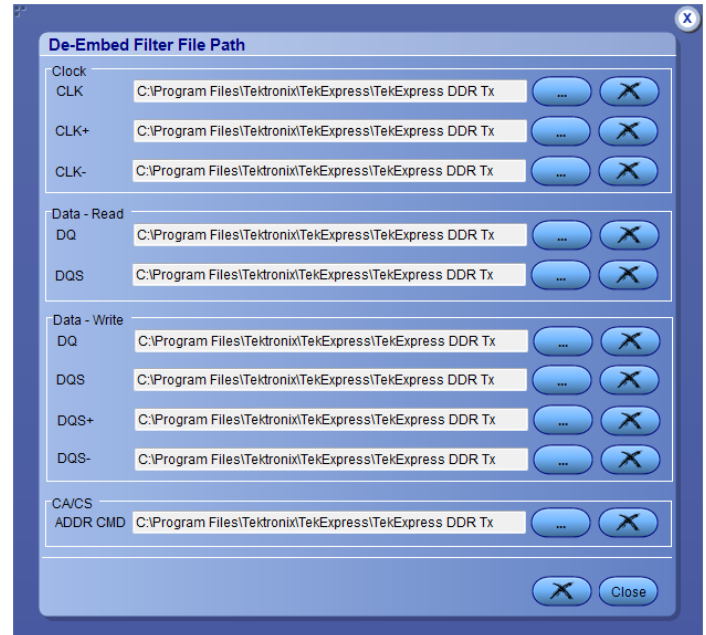 X
De-Embed Filter File Path
Clock
CLK C:\Program Files\Tektronix\TekExpress\TekExpress DDR Tx ...
CLK+ C:\Program Files\Tektronix\TekExpress\TekExpress DDR Tx ...
CLK- C:\Program Files\Tektronix\TekExpress\TekExpress DDR Tx ...
Data - Read
DQ C:\Program Files\Tektronix\TekExpress\TekExpress DDR Tx ...
DQS C:\Program Files\Tektronix\TekExpress\TekExpress DDR Tx ...
Data - Write
DQ C:\Program Files\Tektronix\TekExpress\TekExpress DDR Tx ...
DQS C:\Program Files\Tektronix\TekExpress\TekExpress DDR Tx ...
DQS+ C:\Program Files\Tektronix\TekExpress\TekExpress DDR Tx ...
DQS- C:\Program Files\Tektronix\TekExpress\TekExpress DDR Tx ...
CA/CS
ADDR CMD C:\Program Files\Tektronix\TekExpress\TekExpress DDR Tx ...
Close